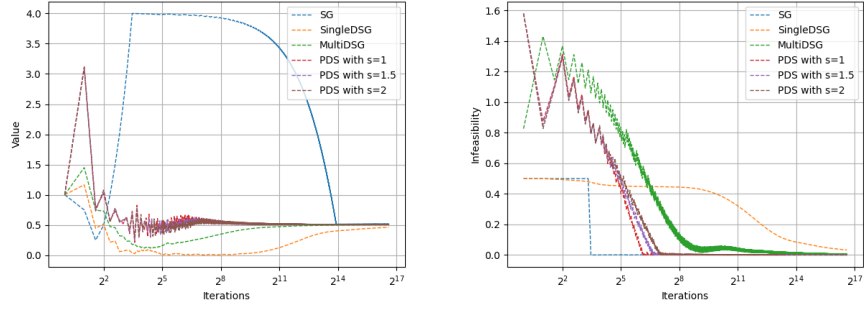 4.0
3.5
3.0
2.5
2.0
1.5
1.0
0.5
0.0
Value
2^2
2^5
2^8
2^11
2^14
2^17
Iterations
SG
SingleDSG
MultiDSG
PDS with s=1
PDS with s=1.5
PDS with s=2
1.6
1.4
1.2
1.0
0.8
0.6
0.4
0.2
0.0
Infeasibility
2^2
2^5
2^8
2^11
2^14
2^17
Iterations
SG
SingleDSG
MultiDSG
PDS with s=1
PDS with s=1.5
PDS with s=2